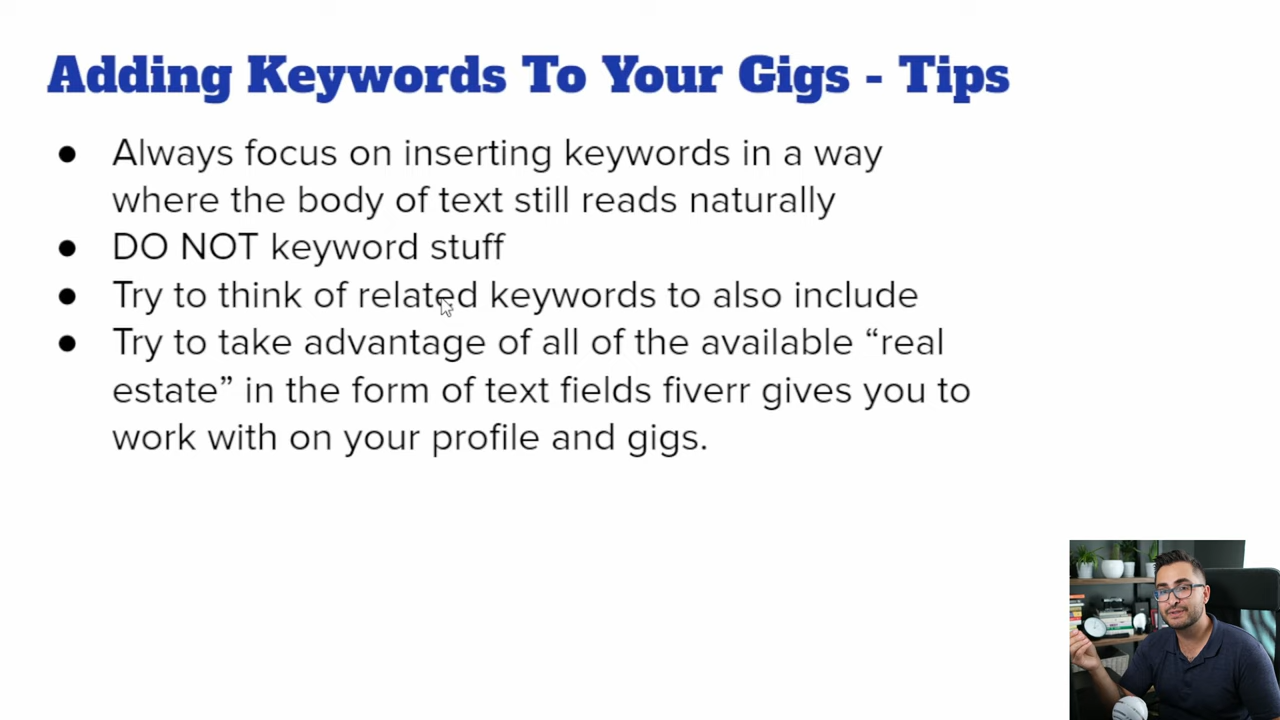 Adding Keywords To Your Gigs - Tips
● Always focus on inserting keywords in a way
where the body of text still reads naturally
● DO NOT keyword stuff
● Try to think of related keywords to also include
● Try to take advantage of all of the available “real
estate” in the form of text fields fiverr gives you to
work with on your profile and gigs.